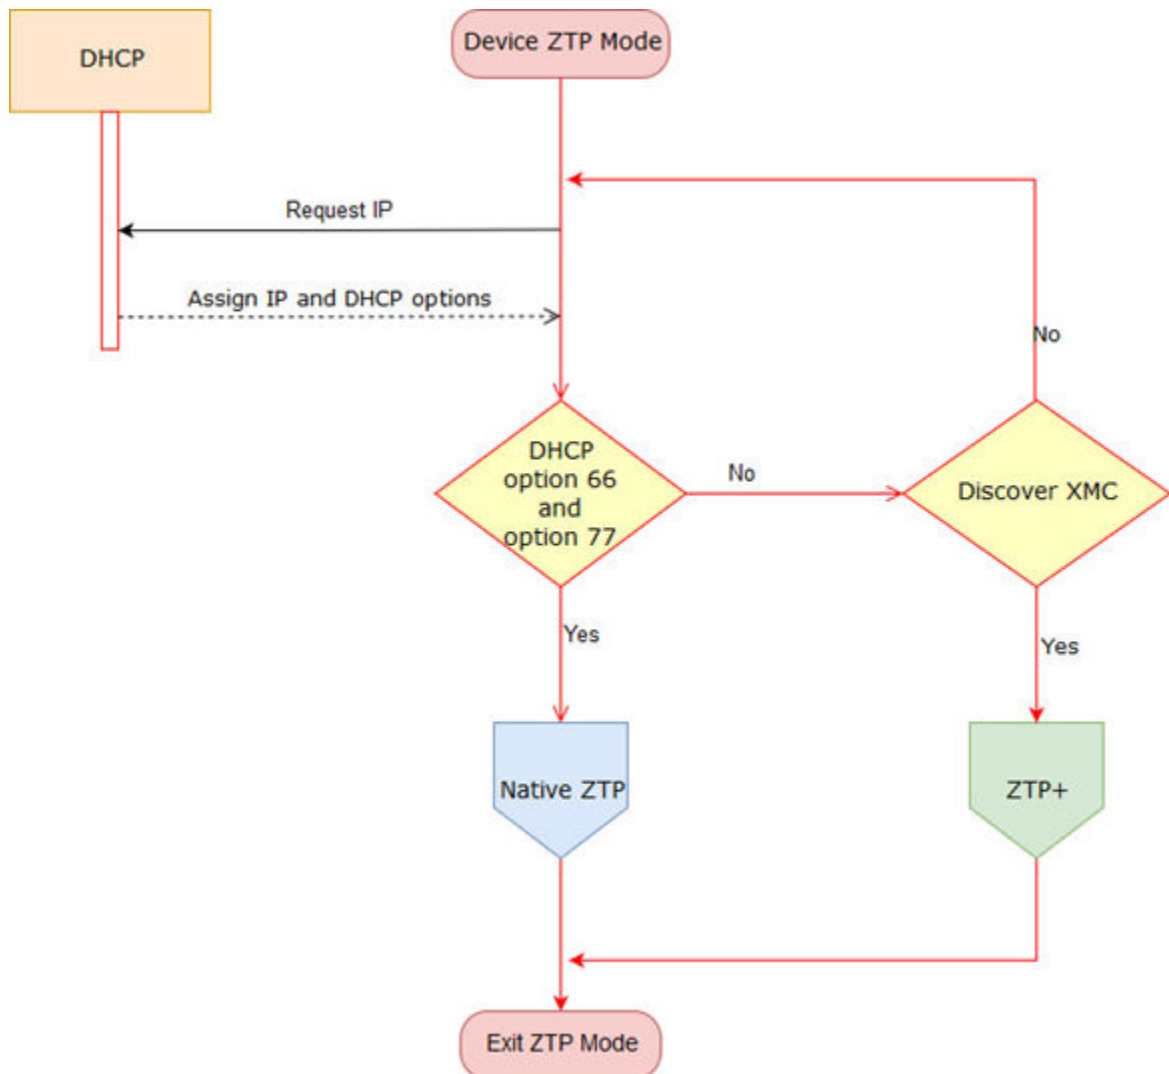 DHCP
Device ZTP Mode
Request IP
Assign IP and DHCP options
No
DHCP
option 66
and
option 77
No
Discover XMC
Yes
Yes
Native ZTP
ZTP+
Exit ZTP Mode